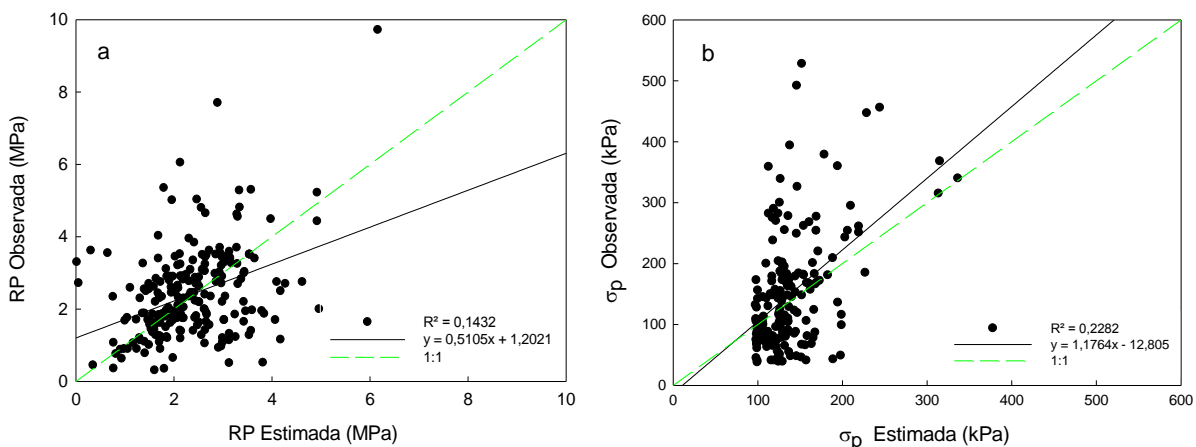 a
10
8
6
4
2
0
RP Observada (MPa)
R² = 0,1432
y = 0,5105x + 1,2021
1:1
0 2 4 6 8 10
RP Estimada (MPa)
b
600
500
400
300
200
100
0
σp Observada (kPa)
R² = 0,2282
y = 1,1764x - 12,805
1:1
0 100 200 300 400 500 600
σp Estimada (kPa)